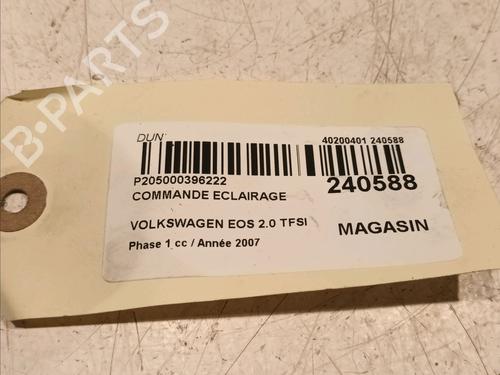 B-PARTS
DUN
40200401 240588
P205000396222
240588
COMMANDE ECLAIRAGE
VOLKSWAGEN EOS 2.0 TFSI
MAGASIN
Phase 1 cc / Année 2007